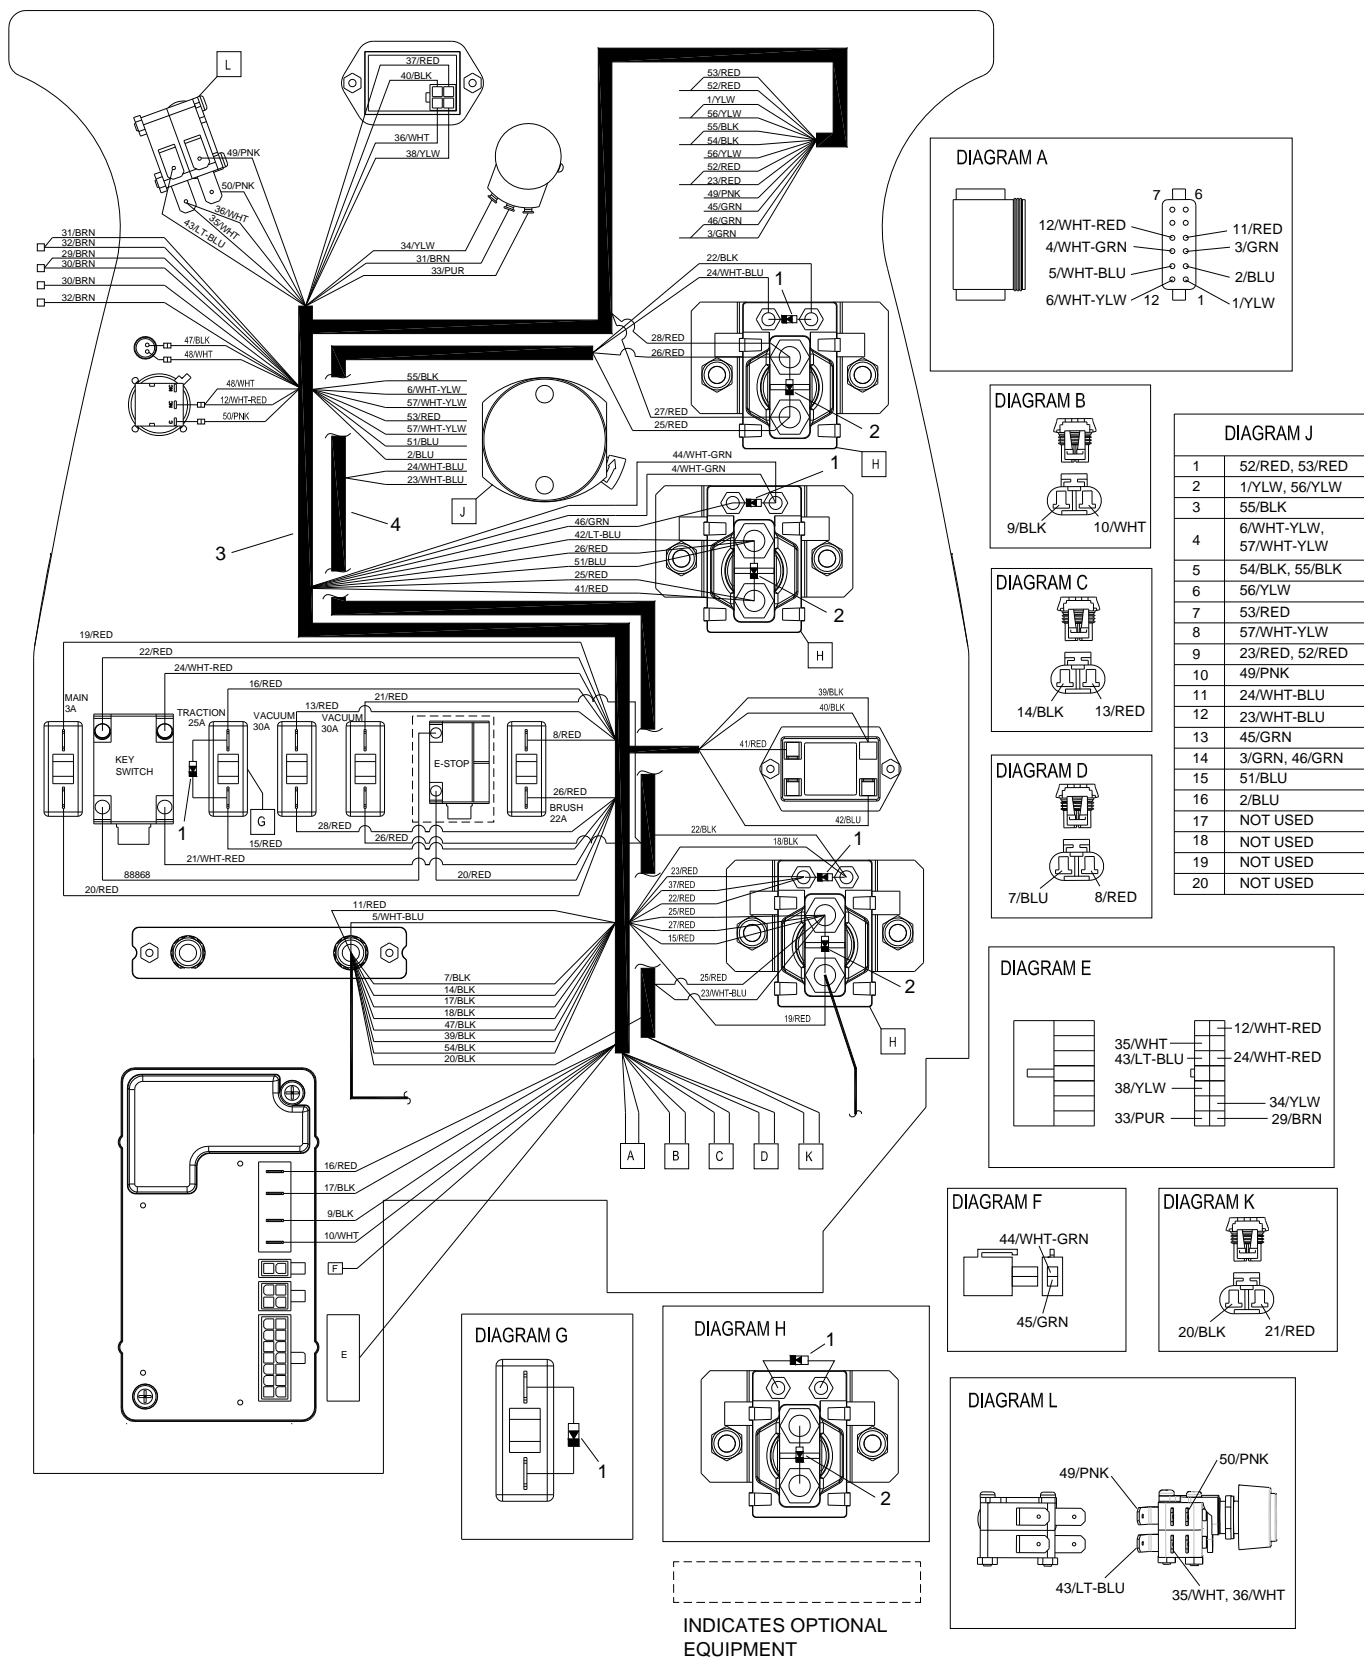 L
37/RED
40/BLK
36/WHT
38/YLW
49/PNK
50/PNK
36/WHT
35/WHT
43/LT-BLU
34/YLW
31/BRN
33/PUR
53/RED
52/RED
1/YLW
56/YLW
55/BLK
54/BLK
56/YLW
52/RED
23/RED
49/PNK
45/GRN
46/GRN
3/GRN
31/BRN
32/BRN
29/BRN
30/BRN
30/BRN
32/BRN
47/BLK
48/WHT
48/WHT
12/WHT-RED
50/PNK
22/BLK
24/WHT-BLU
1
28/RED
26/RED
27/RED
25/RED
2
H
55/BLK
6/WHT-YLW
57/WHT-YLW
53/RED
57/WHT-YLW
51/BLU
2/BLU
24/WHT-BLU
23/WHT-BLU
J
3
4
44/WHT-GRN
4/WHT-GRN
1
46/GRN
42/LT-BLU
26/RED
51/BLU
25/RED
41/RED
2
H
19/RED
22/RED
24/WHT-RED
16/RED
21/RED
13/RED
MAIN
3A
KEY
SWITCH
TRACTION
25A
VACUUM
30A
VACUUM
30A
E-STOP
8/RED
26/RED
BRUSH
22A
1
G
28/RED
26/RED
15/RED
21/WHT-RED
88868
20/RED
20/RED
39/BLK
40/BLK
41/RED
42/BLU
22/BLK
18/BLK
1
23/RED
37/RED
22/RED
25/RED
27/RED
15/RED
25/RED
23/WHT-BLU
19/RED
2
H
11/RED
5/WHT-BLU
7/BLK
14/BLK
17/BLK
18/BLK
47/BLK
39/BLK
54/BLK
20/BLK
A
B
C
D
K
16/RED
17/BLK
9/BLK
10/WHT
F
E
DIAGRAM A
7
6
12/WHT-RED
11/RED
4/WHT-GRN
3/GRN
5/WHT-BLU
2/BLU
6/WHT-YLW
12
1
1/YLW
DIAGRAM B
9/BLK
10/WHT
DIAGRAM C
14/BLK
13/RED
DIAGRAM D
7/BLU
8/RED
DIAGRAM J
1 52/RED, 53/RED
2 1/YLW, 56/YLW
3 55/BLK
4 6/WHT-YLW,
57/WHT-YLW
5 54/BLK, 55/BLK
6 56/YLW
7 53/RED
8 57/WHT-YLW
9 23/RED, 52/RED
10 49/PNK
11 24/WHT-BLU
12 23/WHT-BLU
13 45/GRN
14 3/GRN, 46/GRN
15 51/BLU
16 2/BLU
17 NOT USED
18 NOT USED
19 NOT USED
20 NOT USED
DIAGRAM E
12/WHT-RED
35/WHT
43/LT-BLU
24/WHT-RED
38/YLW
34/YLW
33/PUR
29/BRN
DIAGRAM F
44/WHT-GRN
45/GRN
DIAGRAM K
20/BLK
21/RED
DIAGRAM G
1
DIAGRAM H
1
2
DIAGRAM L
49/PNK
50/PNK
43/LT-BLU
35/WHT, 36/WHT
INDICATES OPTIONAL
EQUIPMENT